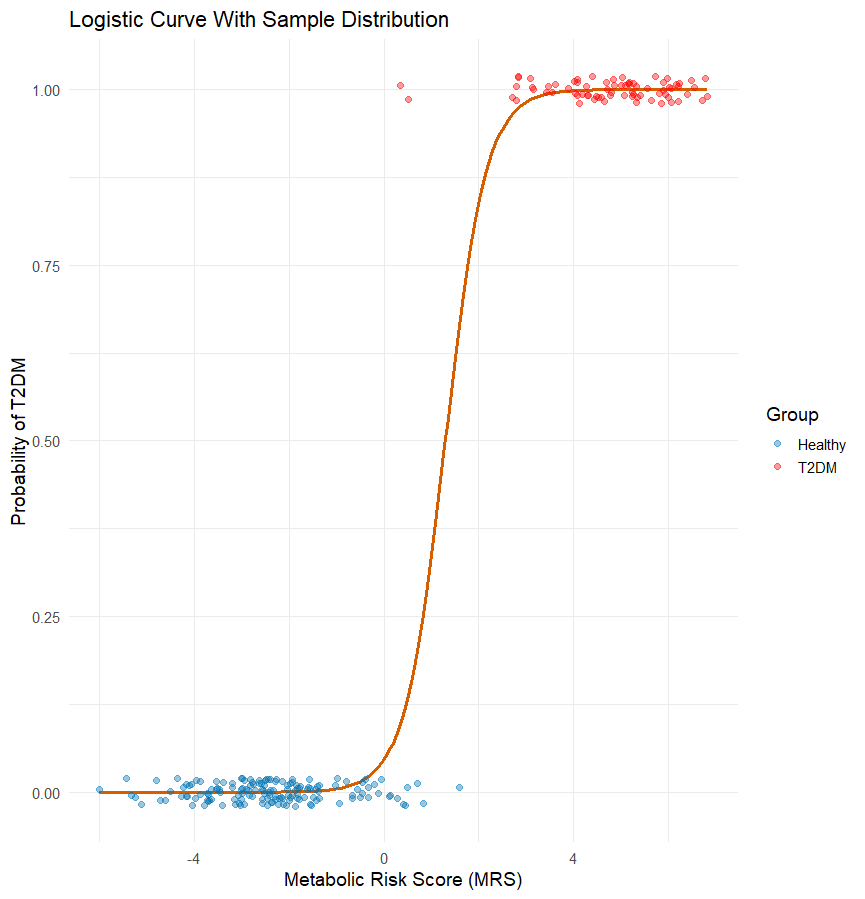 Logistic Curve With Sample Distribution
1.00
0.75
0.50
0.25
0.00
Probability of T2DM
-4
0
4
Metabolic Risk Score (MRS)
Group
Healthy
T2DM